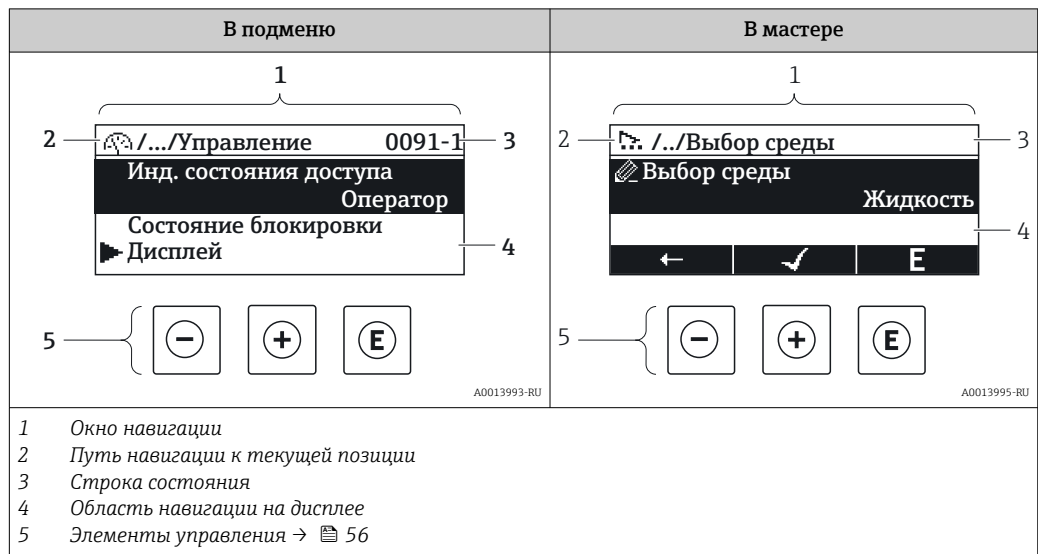 В подменю
В мастере
1
1
2
/.../Управление 0091-1
3
Инд. состояния доступа
Оператор
Состояние блокировки
Дисплей
4
2
/../Выбор среды
3
Выбор среды
Жидкость
4
E
5
− + E
5
− + E
A0013993-RU
A0013995-RU
1 Окно навигации
2 Путь навигации к текущей позиции
3 Строка состояния
4 Область навигации на дисплее
5 Элементы управления → 56